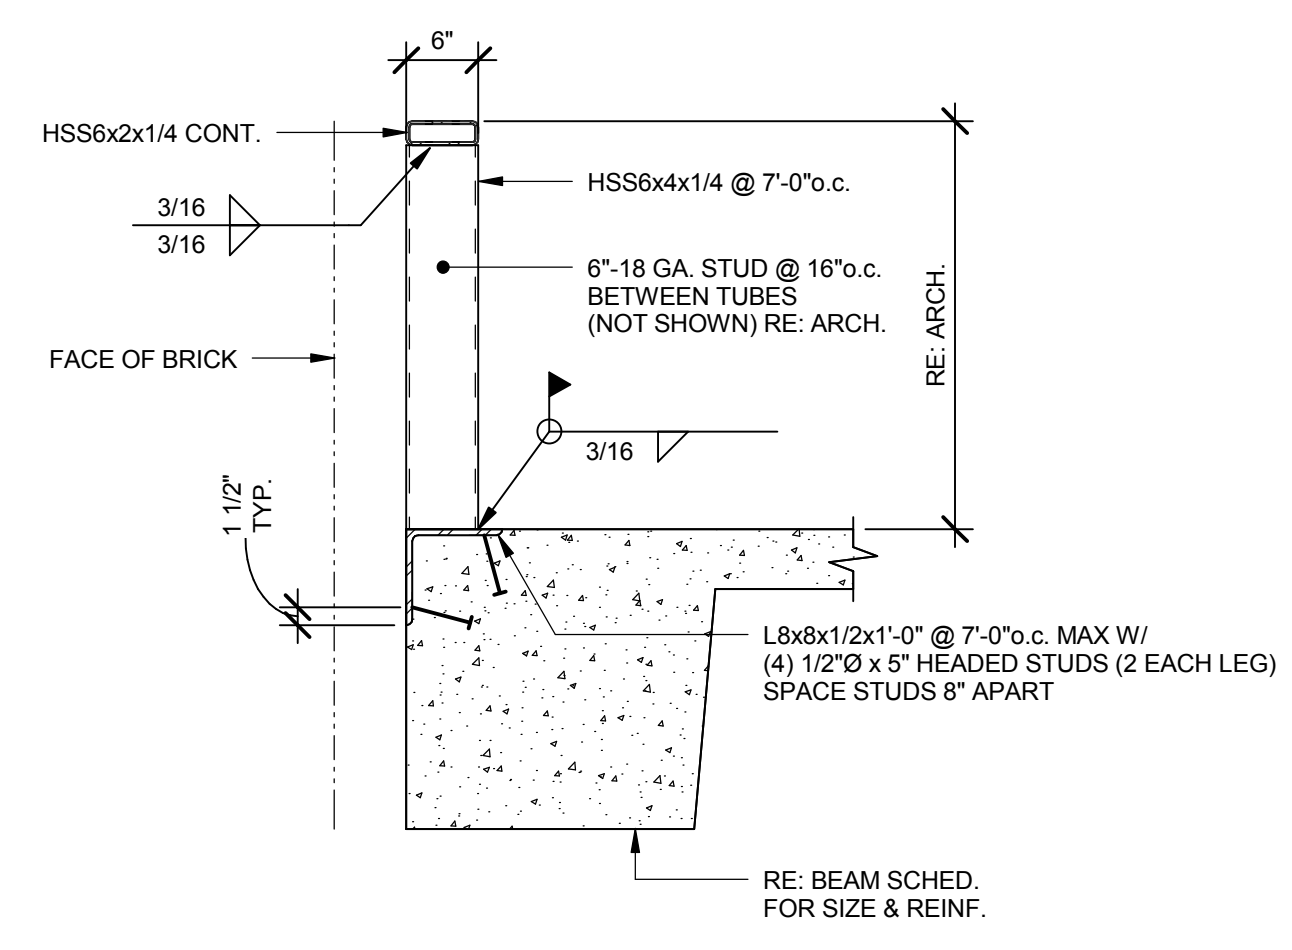 6"
HSS6x2x1/4 CONT.
HSS6x4x1/4 @ 7'-0"o.c.
3/16
3/16
6"-18 GA. STUD @ 16"o.c.
BETWEEN TUBES
(NOT SHOWN) RE: ARCH.
RE: ARCH.
FACE OF BRICK
3/16
1 1/2"
TYP.
L8x8x1/2x1'-0" @ 7'-0"o.c. MAX W/
(4) 1/2"Ø x 5" HEADED STUDS (2 EACH LEG)
SPACE STUDS 8" APART
RE: BEAM SCHED.
FOR SIZE & REINF.